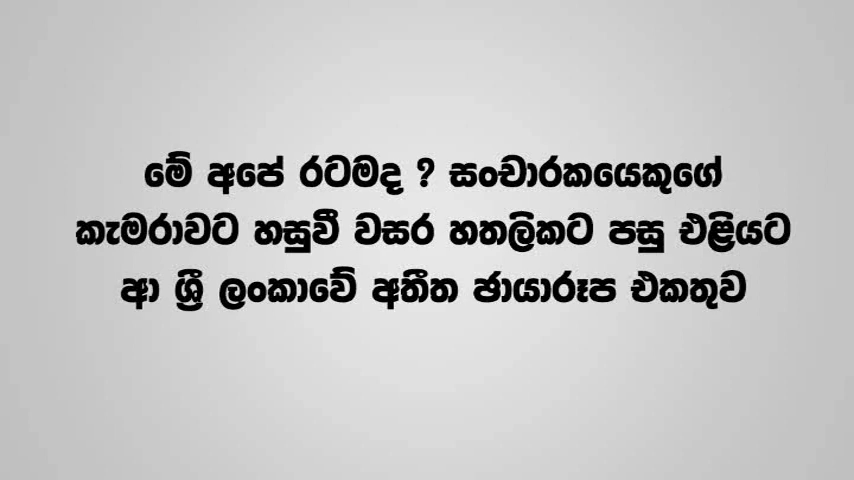 මේ අපේ රටමද ? සංචාරකයෙකුගේ
කැමරාවට හසුවී වසර හතලිකට පසු එළියට
ආ ශ්‍රී ලංකාවේ අතීත ඡායාරූප එකතුව